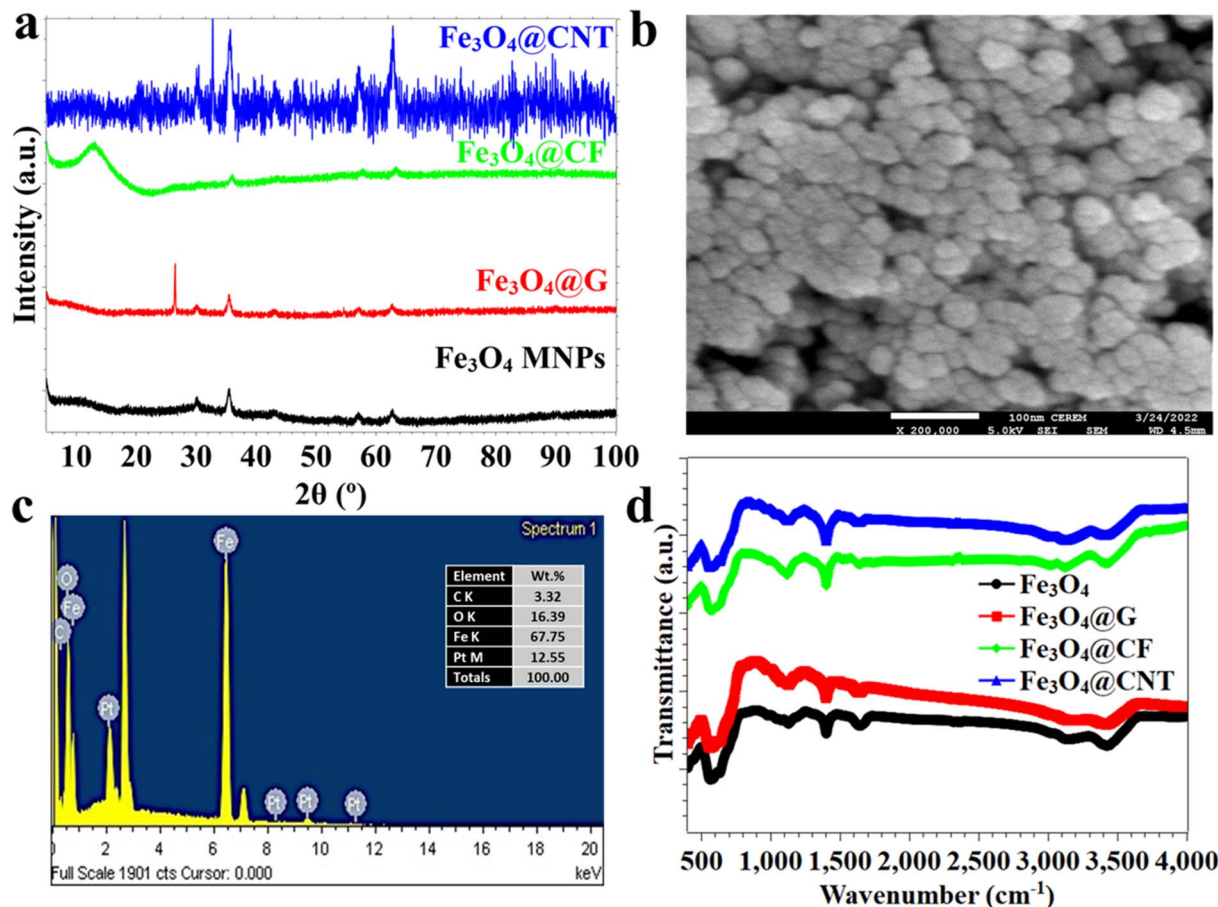 a
Fe₃O₄@CNT
Fe₃O₄@CF
Fe₃O₄@G
Fe₃O₄ MNPs
Intensity (a.u.)
10 20 30 40 50 60 70 80 90 100
2θ (º)
b
100nm CEREM 3/24/2022
X 200,000 5.0kV SEI SEM WD 4.5mm
c
Spectrum 1
O
Fe
C
Pt
Fe
Pt
Pt
Pt
Element Wt.%
C K 3.32
O K 16.39
Fe K 67.75
Pt M 12.55
Totals 100.00
0 2 4 6 8 10 12 14 16 18 20
Full Scale 1901 cts Cursor: 0.000 keV
d
Transmittance (a.u.)
Fe₃O₄
Fe₃O₄@G
Fe₃O₄@CF
Fe₃O₄@CNT
500 1,000 1,500 2,000 2,500 3,000 3,500 4,000
Wavenumber (cm⁻¹)